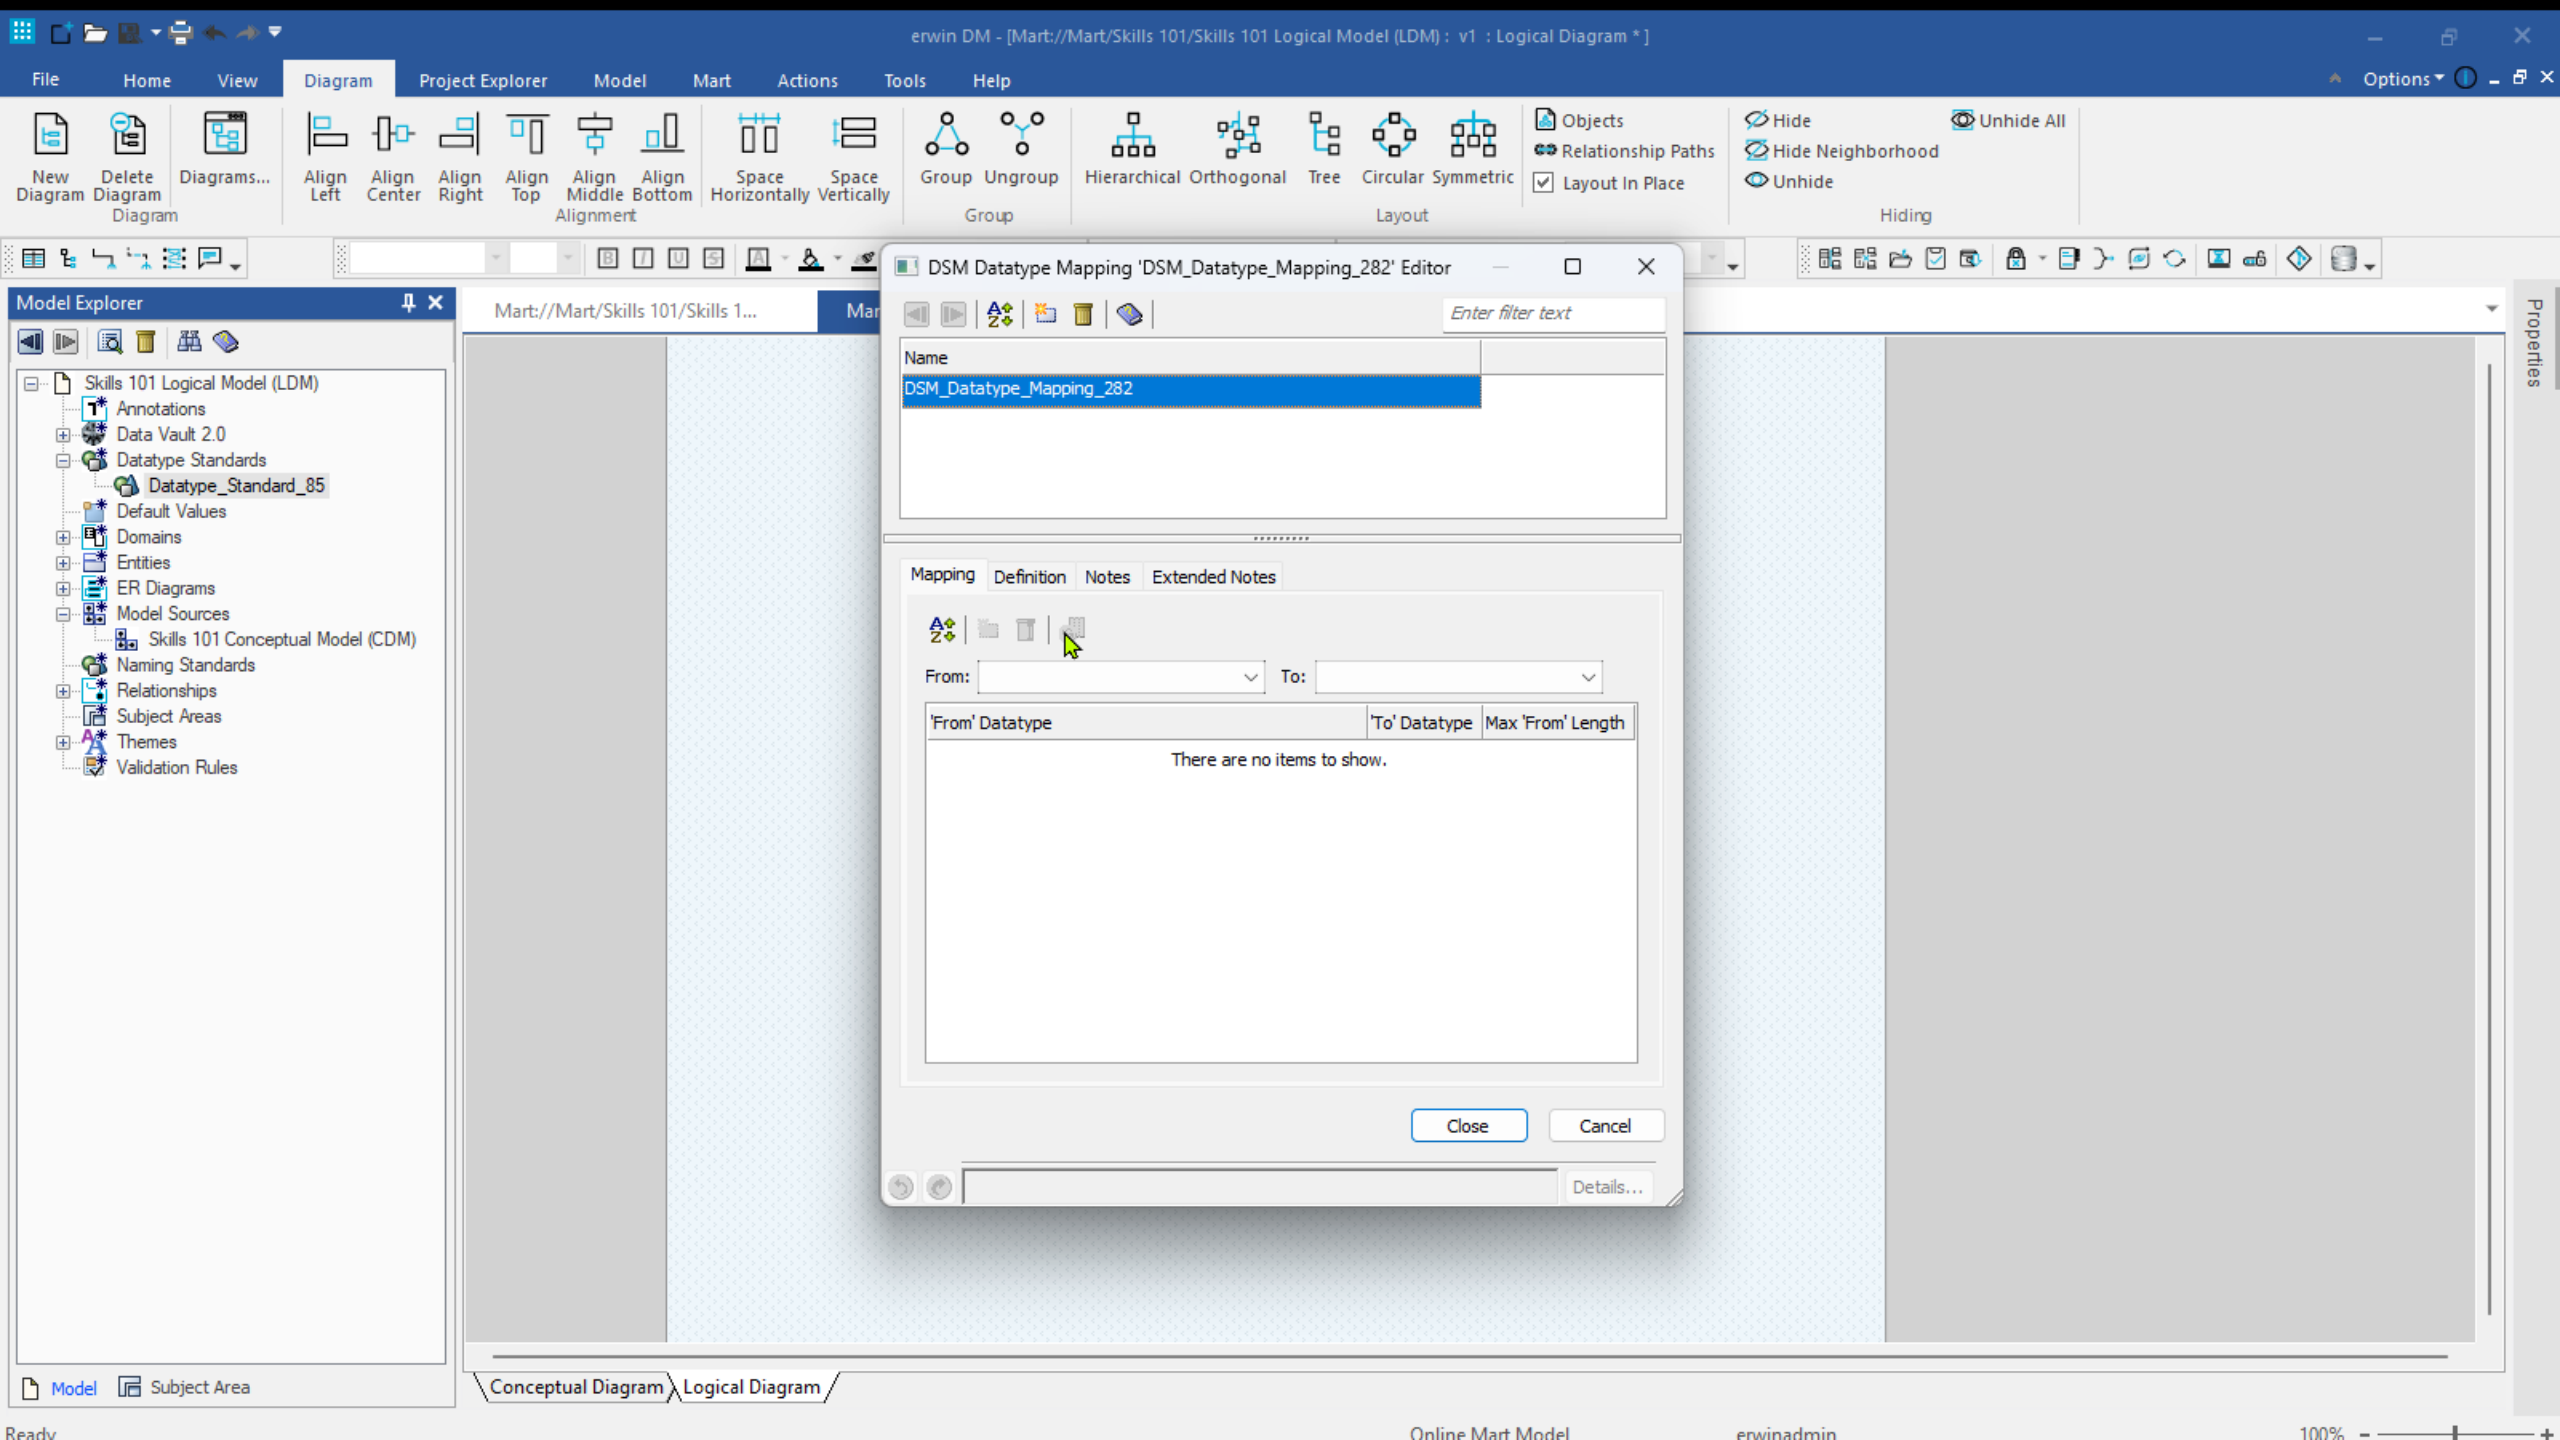 erwin DM - [Mart://Mart/Skills 101/Skills 101 Logical Model (LDM) : v1 : Logical Diagram * ]
File Home View Diagram Project Explorer Model Mart Actions Tools Help Options
New Diagram
Delete Diagram
Diagrams...
Diagram
Align Left
Align Center
Align Right
Align Top
Align Middle
Align Bottom
Space Horizontally
Space Vertically
Alignment
Group Ungroup
Group
Hierarchical Orthogonal Tree Circular Symmetric
Objects
Relationship Paths
Layout In Place
Layout
Hide
Hide Neighborhood
Unhide
Unhide All
Hiding
Model Explorer
Skills 101 Logical Model (LDM)
Annotations
Data Vault 2.0
Datatype Standards
Datatype_Standard_85
Default Values
Domains
Entities
ER Diagrams
Model Sources
Skills 101 Conceptual Model (CDM)
Naming Standards
Relationships
Subject Areas
Themes
Validation Rules
Model Subject Area
Mart://Mart/Skills 101/Skills 1...
Mar
DSM Datatype Mapping 'DSM_Datatype_Mapping_282' Editor
Enter filter text
Name
DSM_Datatype_Mapping_282
Mapping Definition Notes Extended Notes
From: To:
'From' Datatype 'To' Datatype Max 'From' Length
There are no items to show.
Close Cancel
Details...
Properties
Conceptual Diagram Logical Diagram
Ready Online Mart Model erwinadmin 100%